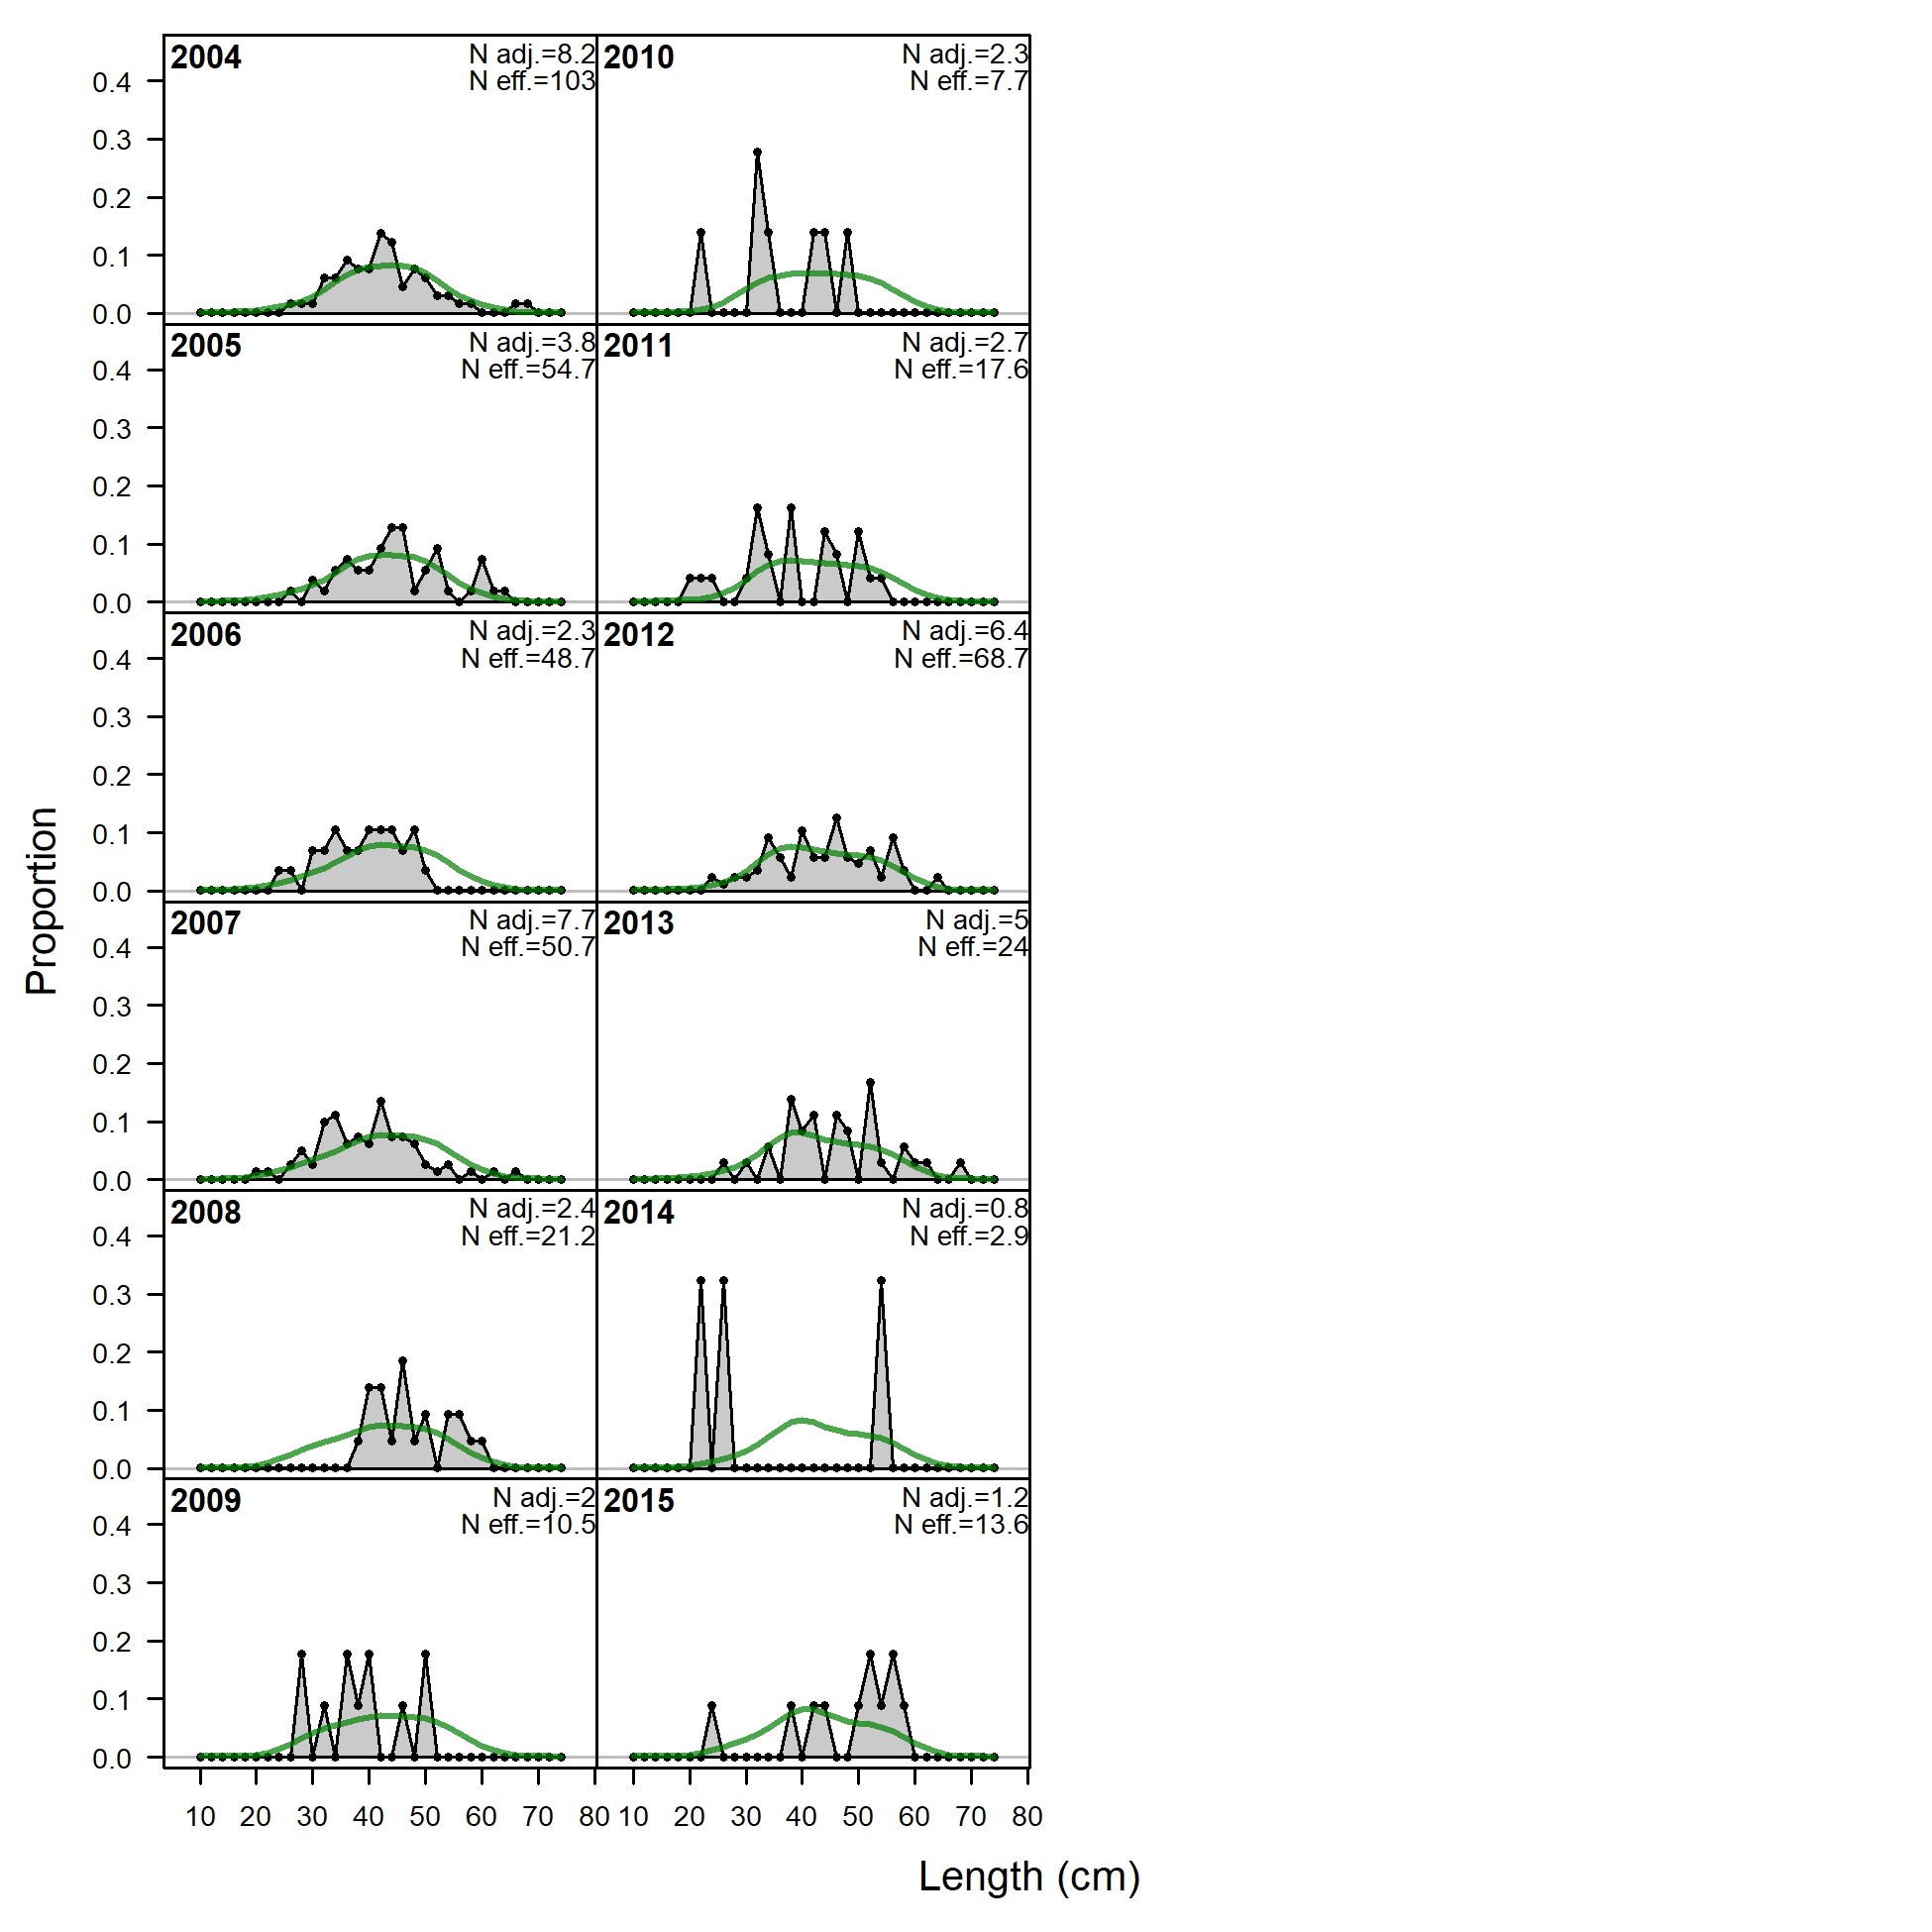 Proportion
2004
N adj.=8.2
N eff.=103
0.4
0.3
0.2
0.1
0.0
2010
N adj.=2.3
N eff.=7.7
2005
N adj.=3.8
N eff.=54.7
0.4
0.3
0.2
0.1
0.0
2011
N adj.=2.7
N eff.=17.6
2006
N adj.=2.3
N eff.=48.7
0.4
0.3
0.2
0.1
0.0
2012
N adj.=6.4
N eff.=68.7
2007
N adj.=7.7
N eff.=50.7
0.4
0.3
0.2
0.1
0.0
2013
N adj.=5
N eff.=24
2008
N adj.=2.4
N eff.=21.2
0.4
0.3
0.2
0.1
0.0
2014
N adj.=0.8
N eff.=2.9
2009
N adj.=2
N eff.=10.5
0.4
0.3
0.2
0.1
0.0
2015
N adj.=1.2
N eff.=13.6
10 20 30 40 50 60 70 80 10 20 30 40 50 60 70 80
Length (cm)